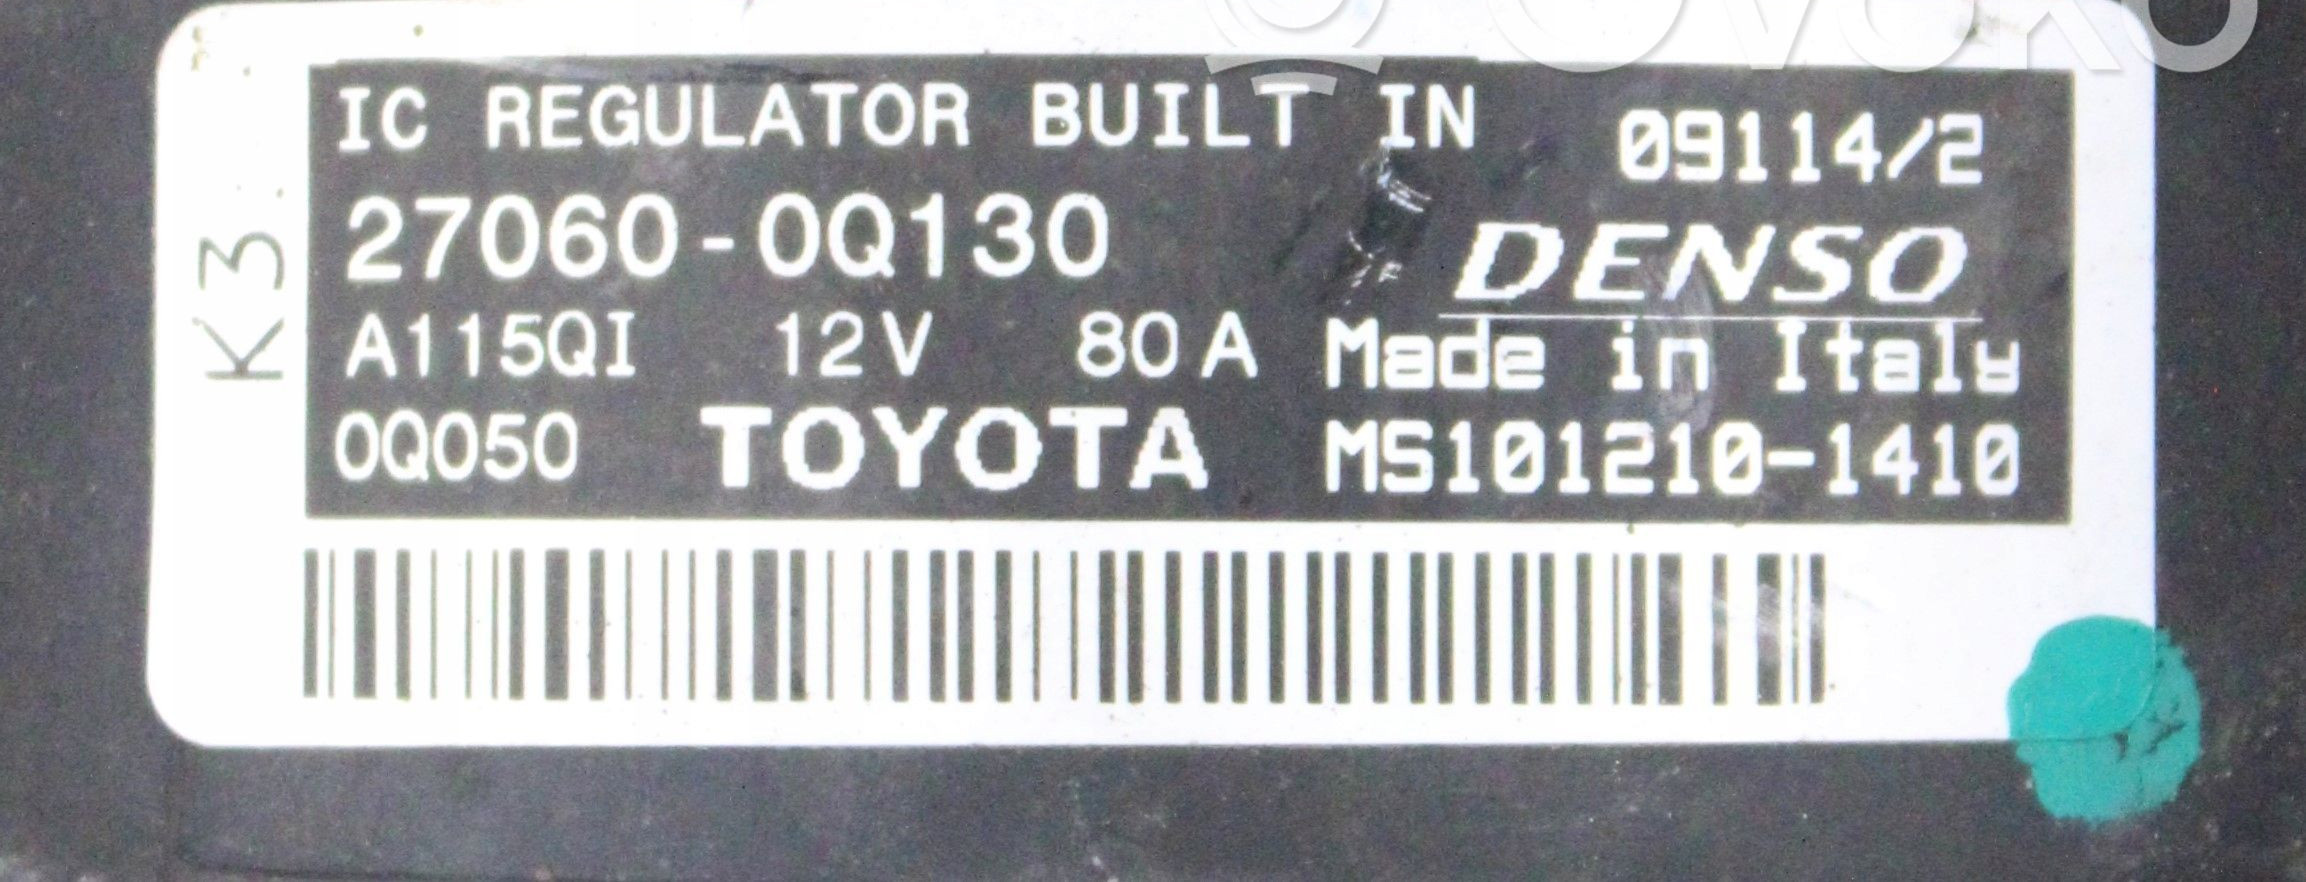 OVOKO
K3
IC REGULATOR BUILT IN
09114/2
27060-0Q130
DENSO
A115QI 12V 80A
Made in Italy
0Q050 TOYOTA
MS101210-1410